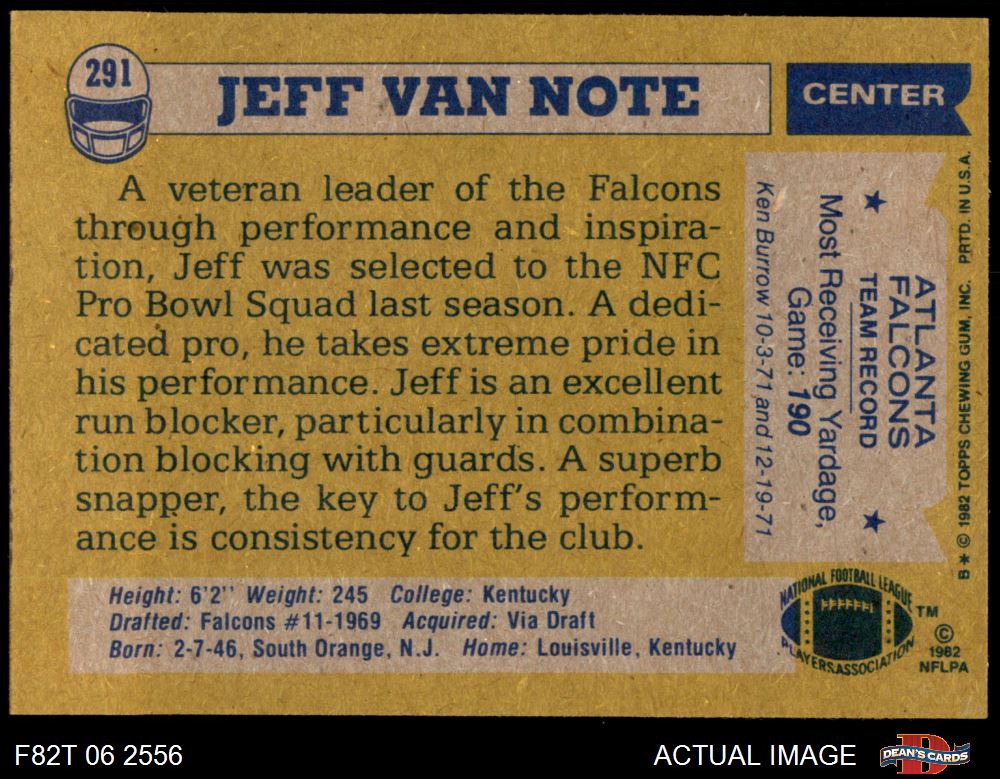 291
JEFF VAN NOTE
CENTER
A veteran leader of the Falcons
through performance and inspira-
tion, Jeff was selected to the NFC
Pro Bowl Squad last season. A dedi-
cated pro, he takes extreme pride in
his performance. Jeff is an excellent
run blocker, particularly in combina-
tion blocking with guards. A superb
snapper, the key to Jeff's perform-
ance is consistency for the club.
ATLANTA
FALCONS
TEAM RECORD
★ ★
Most Receiving Yardage,
Game: 190
Ken Burrow 10-3-71 and 12-19-71
B★© 1982 TOPPS CHEWING GUM, INC. PRTD. IN U.S.A.
Height: 6'2" Weight: 245 College: Kentucky
Drafted: Falcons #11-1969 Acquired: Via Draft
Born: 2-7-46, South Orange, N.J. Home: Louisville, Kentucky
NATIONAL FOOTBALL LEAGUE
PLAYERS ASSOCIATION
TM
©
1982
NFLPA
F82T 06 2556
ACTUAL IMAGE
DEAN'S CARDS